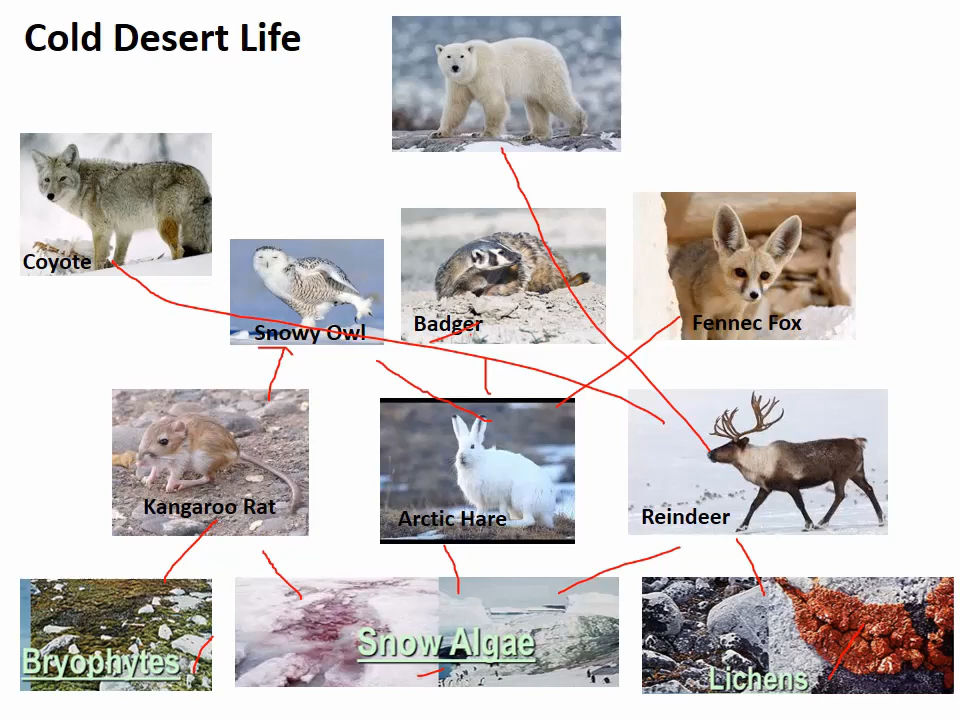 Cold Desert Life
Coyote
Snowy Owl
Badger
Fennec Fox
Kangaroo Rat
Arctic Hare
Reindeer
Bryophytes
Snow Algae
Lichens